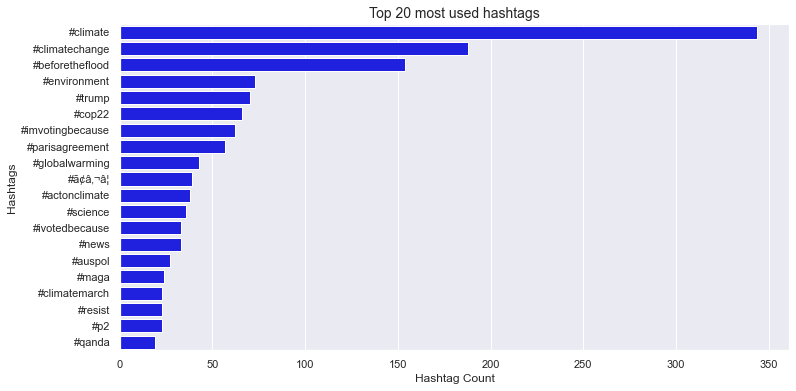 Top 20 most used hashtags
Hashtags
#climate
#climatechange
#beforetheflood
#environment
#trump
#cop22
#imvotingbecause
#parisagreement
#globalwarming
#ã¢â‚¬â¦
#actonclimate
#science
#ivotedbecause
#news
#auspol
#maga
#climatemarch
#resist
#p2
#qanda
0 50 100 150 200 250 300 350
Hashtag Count